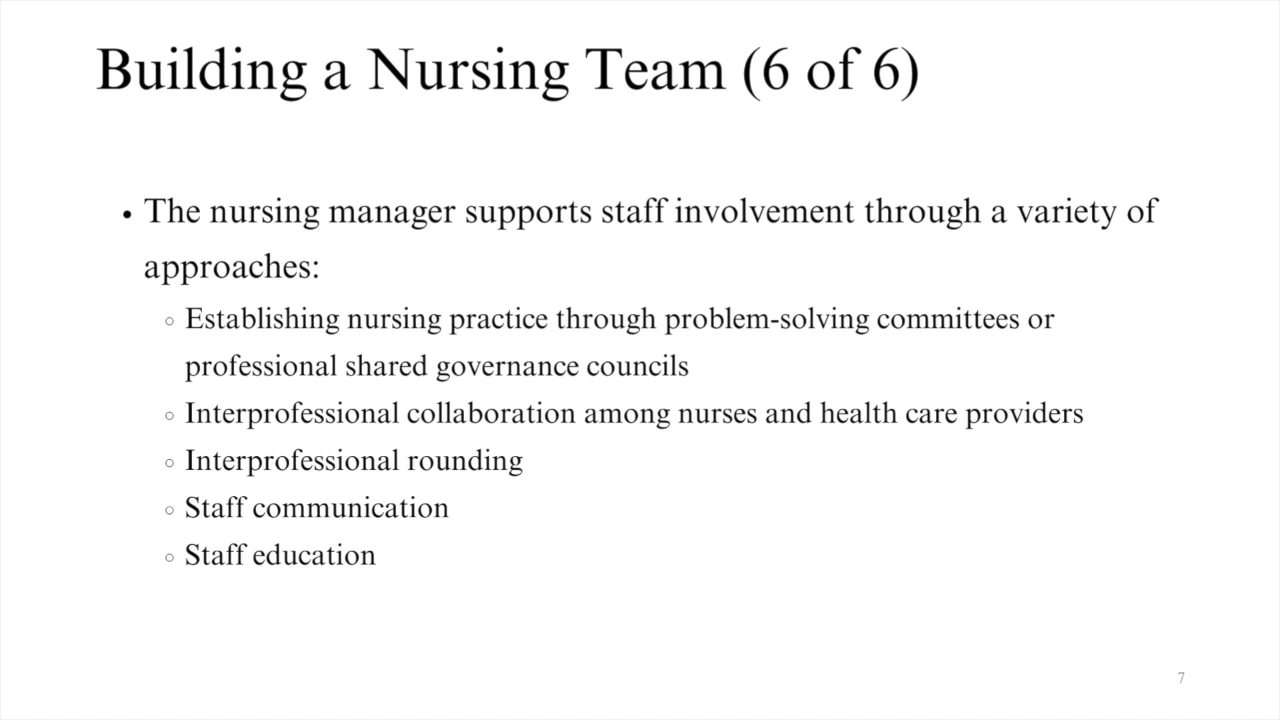 Building a Nursing Team (6 of 6)
• The nursing manager supports staff involvement through a variety of
approaches:
○ Establishing nursing practice through problem-solving committees or
professional shared governance councils
○ Interprofessional collaboration among nurses and health care providers
○ Interprofessional rounding
○ Staff communication
○ Staff education
7